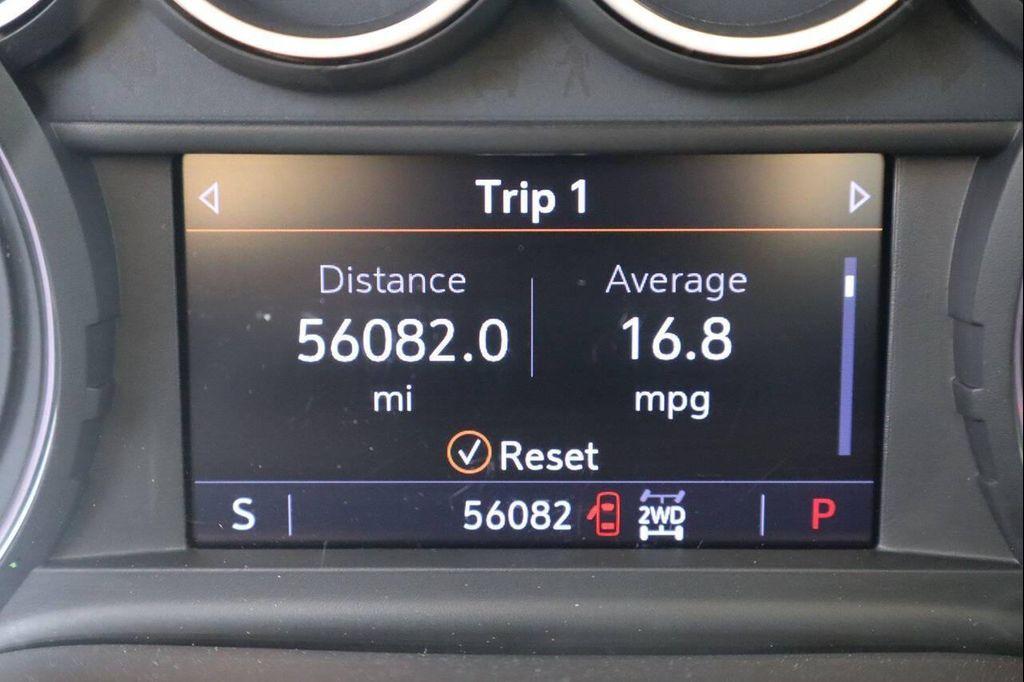 Trip 1
Distance Average
56082.0 16.8
mi mpg
Reset
S 56082 2WD P